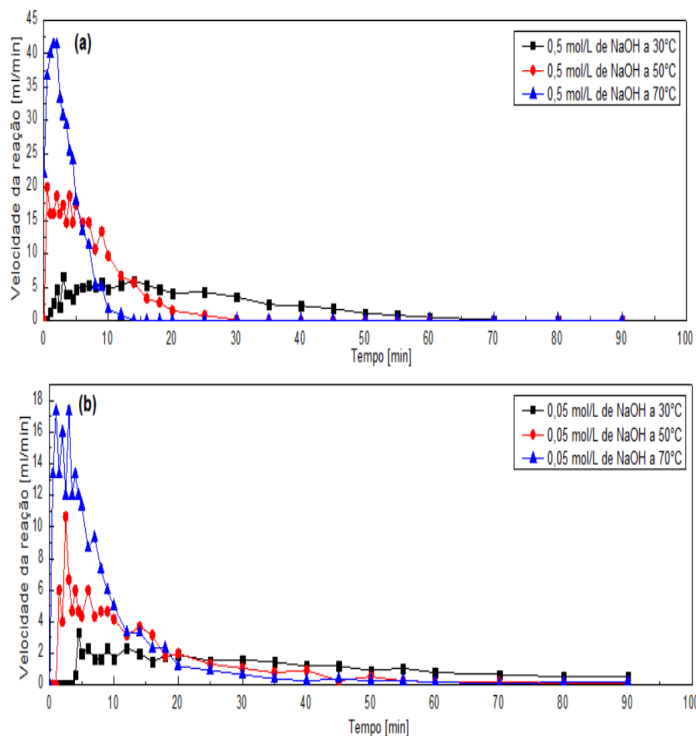 (a)
0,5 mol/L de NaOH a 30°C
0,5 mol/L de NaOH a 50°C
0,5 mol/L de NaOH a 70°C
Velocidade da reação [ml/min]
45
40
35
30
25
20
15
10
5
0
0 10 20 30 40 50 60 70 80 90 100
Tempo [min]
(b)
0,05 mol/L de NaOH a 30°C
0,05 mol/L de NaOH a 50°C
0,05 mol/L de NaOH a 70°C
Velocidade da reação [ml/min]
18
16
14
12
10
8
6
4
2
0
0 10 20 30 40 50 60 70 80 90 100
Tempo [min]